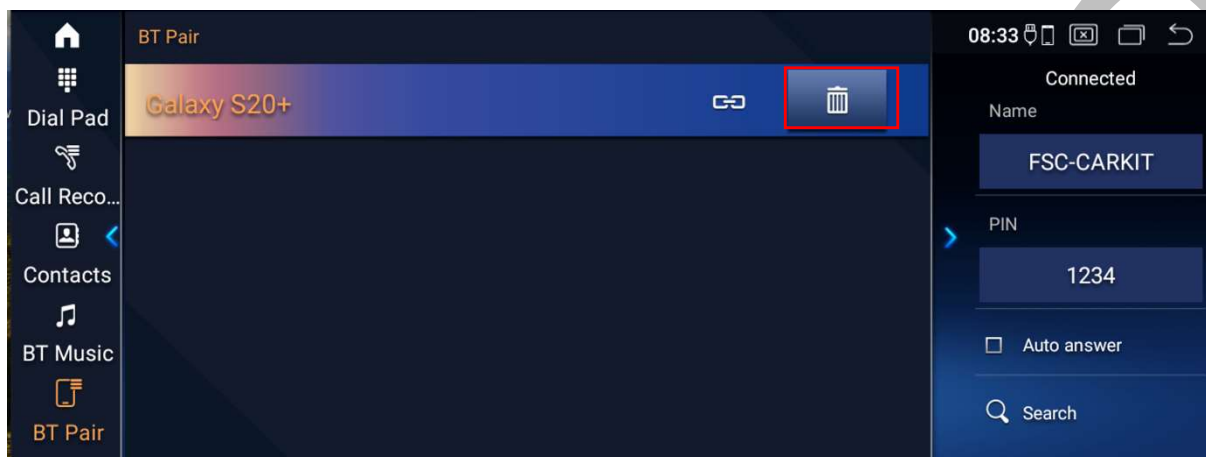 BT Pair
08:33
Dial Pad
Call Reco...
Contacts
BT Music
BT Pair
Galaxy S20+
Connected
Name
FSC-CARKIT
PIN
1234
Auto answer
Search